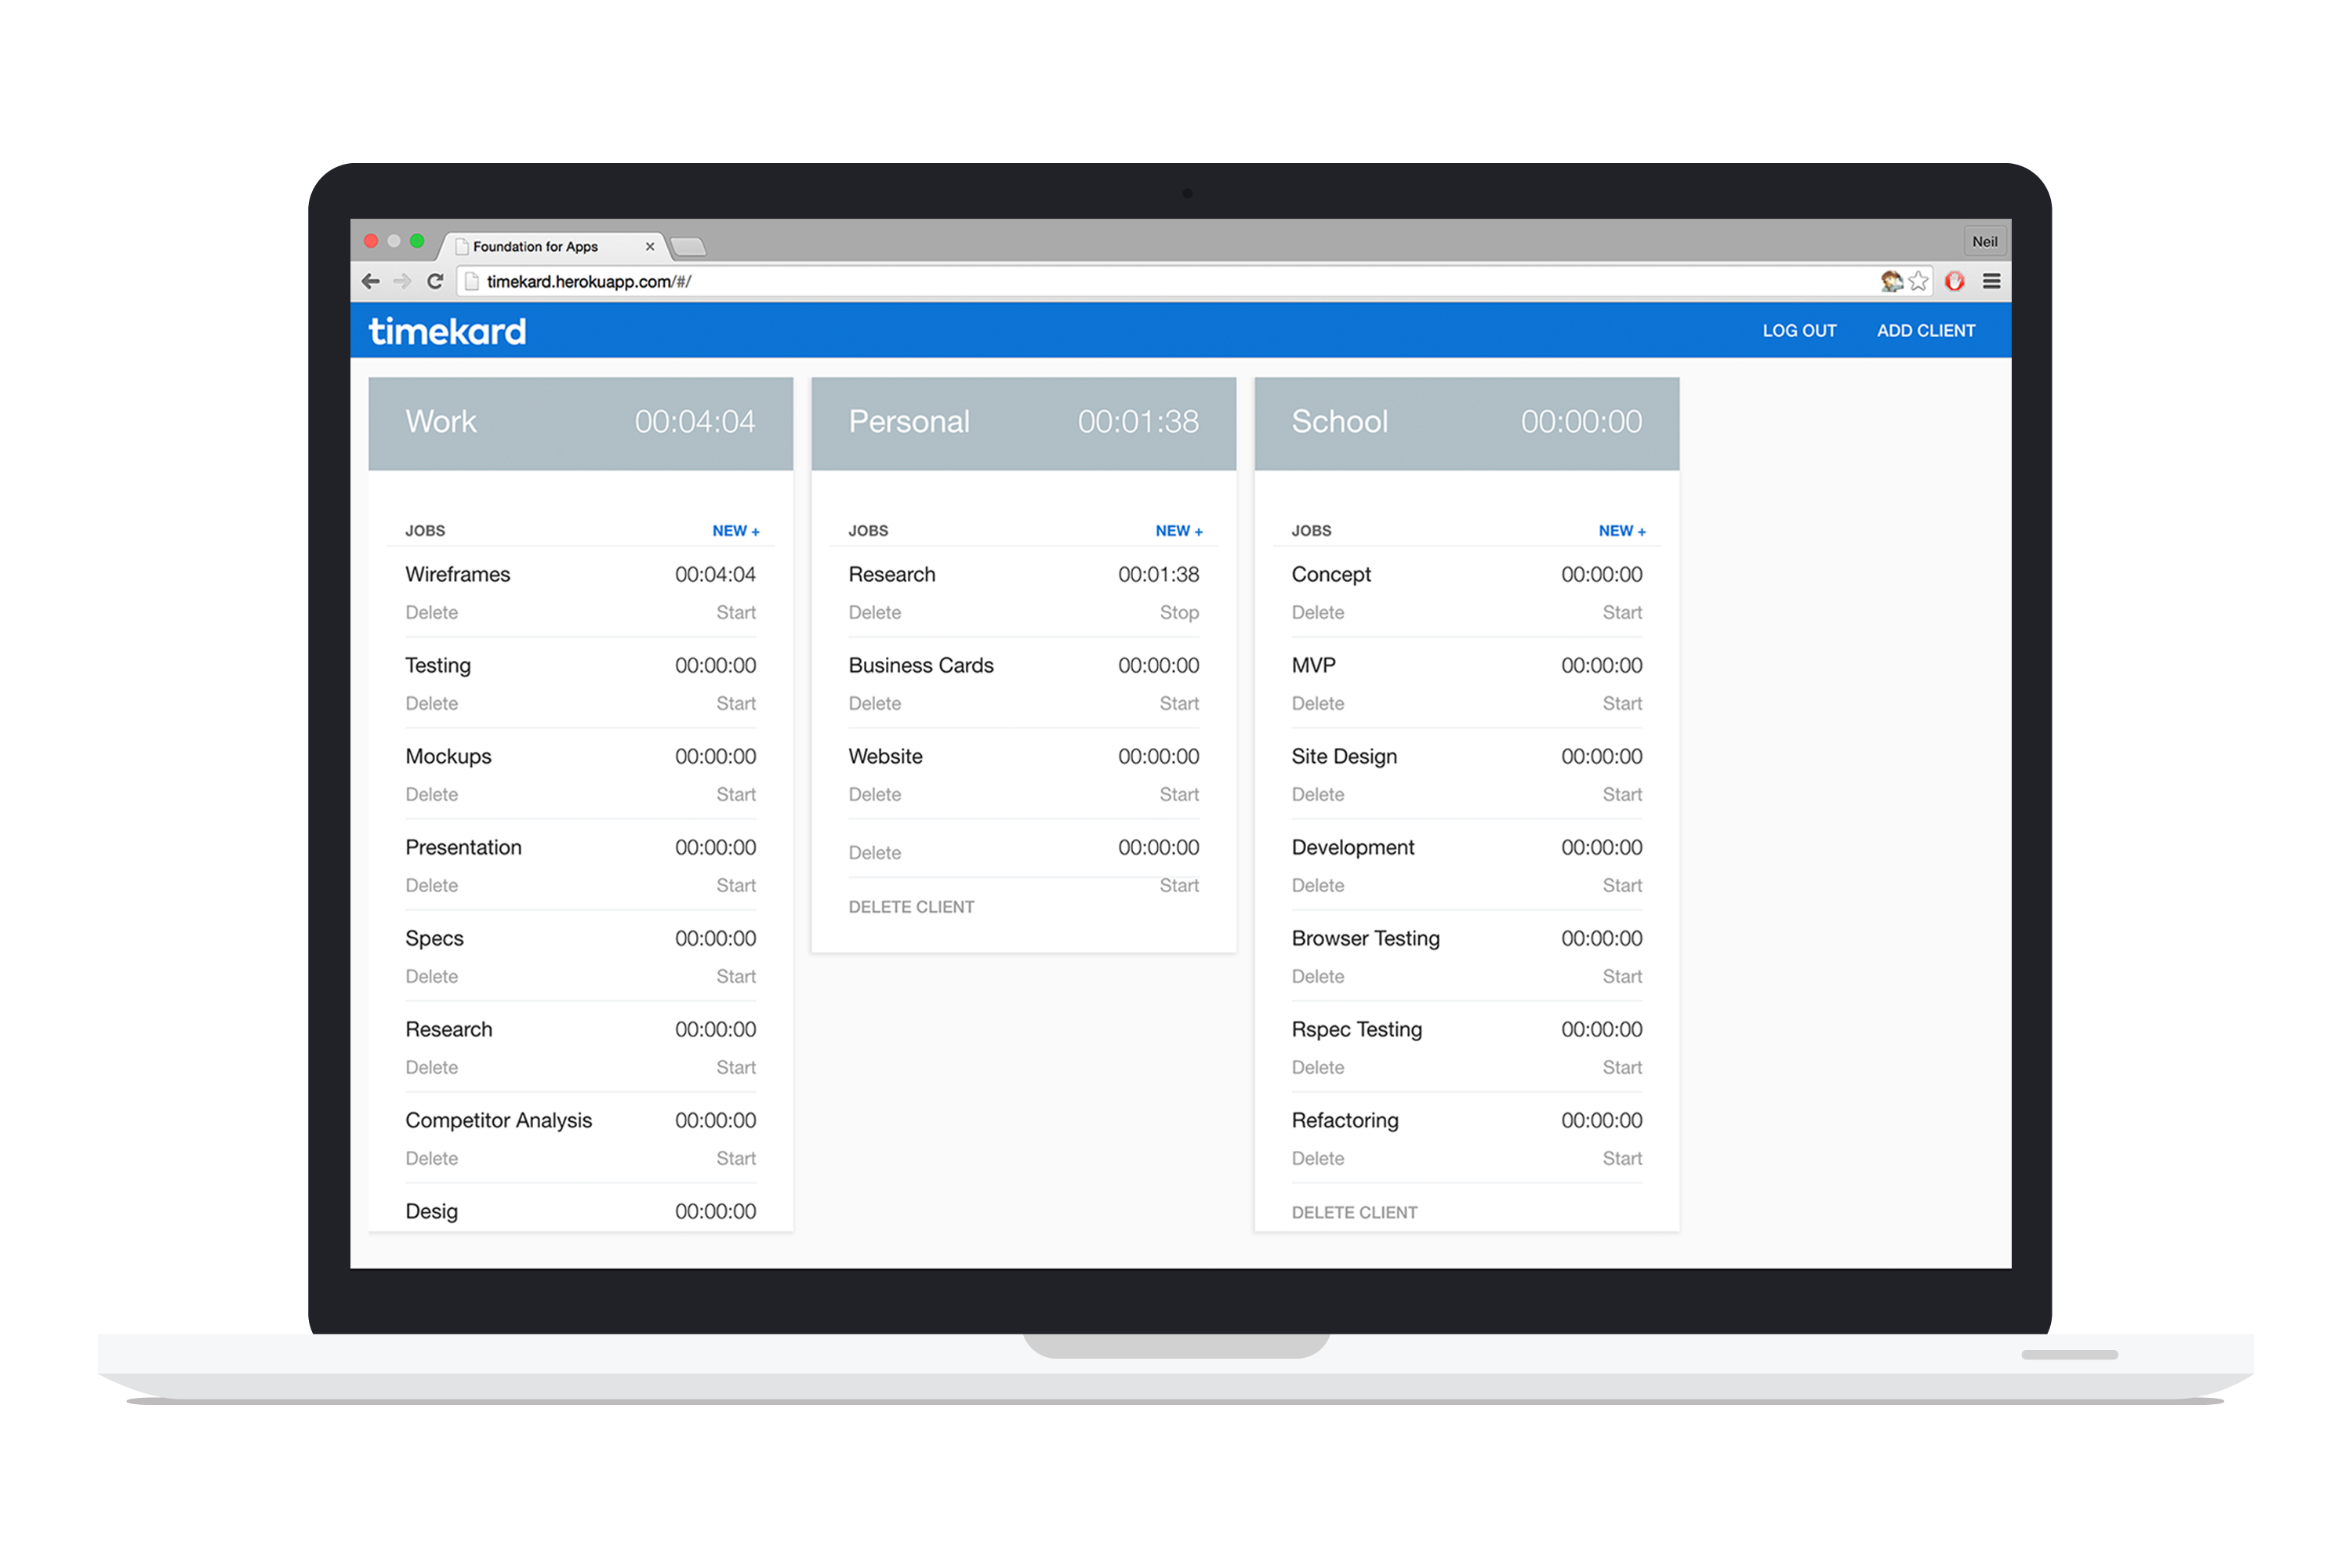 Foundation for Apps
Neil
timekard.herokuapp.com/#/
timekard
LOG OUT ADD CLIENT
Work 00:04:04
JOBS NEW +
Wireframes 00:04:04
Delete Start
Testing 00:00:00
Delete Start
Mockups 00:00:00
Delete Start
Presentation 00:00:00
Delete Start
Specs 00:00:00
Delete Start
Research 00:00:00
Delete Start
Competitor Analysis 00:00:00
Delete Start
Desig 00:00:00
Personal 00:01:38
JOBS NEW +
Research 00:01:38
Delete Stop
Business Cards 00:00:00
Delete Start
Website 00:00:00
Delete Start
00:00:00
Delete
Start
DELETE CLIENT
School 00:00:00
JOBS NEW +
Concept 00:00:00
Delete Start
MVP 00:00:00
Delete Start
Site Design 00:00:00
Delete Start
Development 00:00:00
Delete Start
Browser Testing 00:00:00
Delete Start
Rspec Testing 00:00:00
Delete Start
Refactoring 00:00:00
Delete Start
DELETE CLIENT